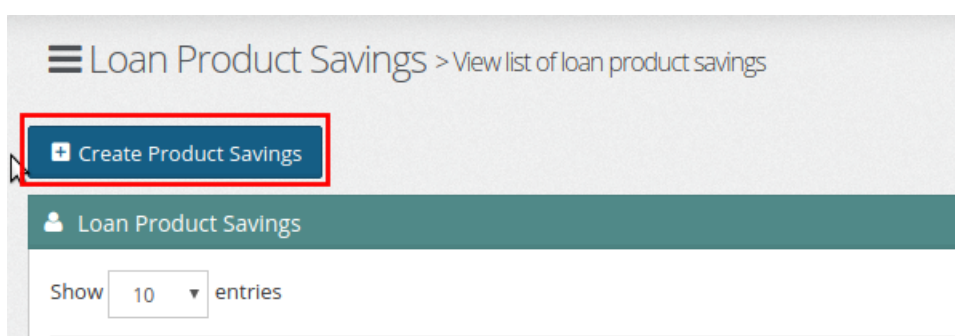 Loan Product Savings > View list of loan product savings
Create Product Savings
Loan Product Savings
Show 10 entries